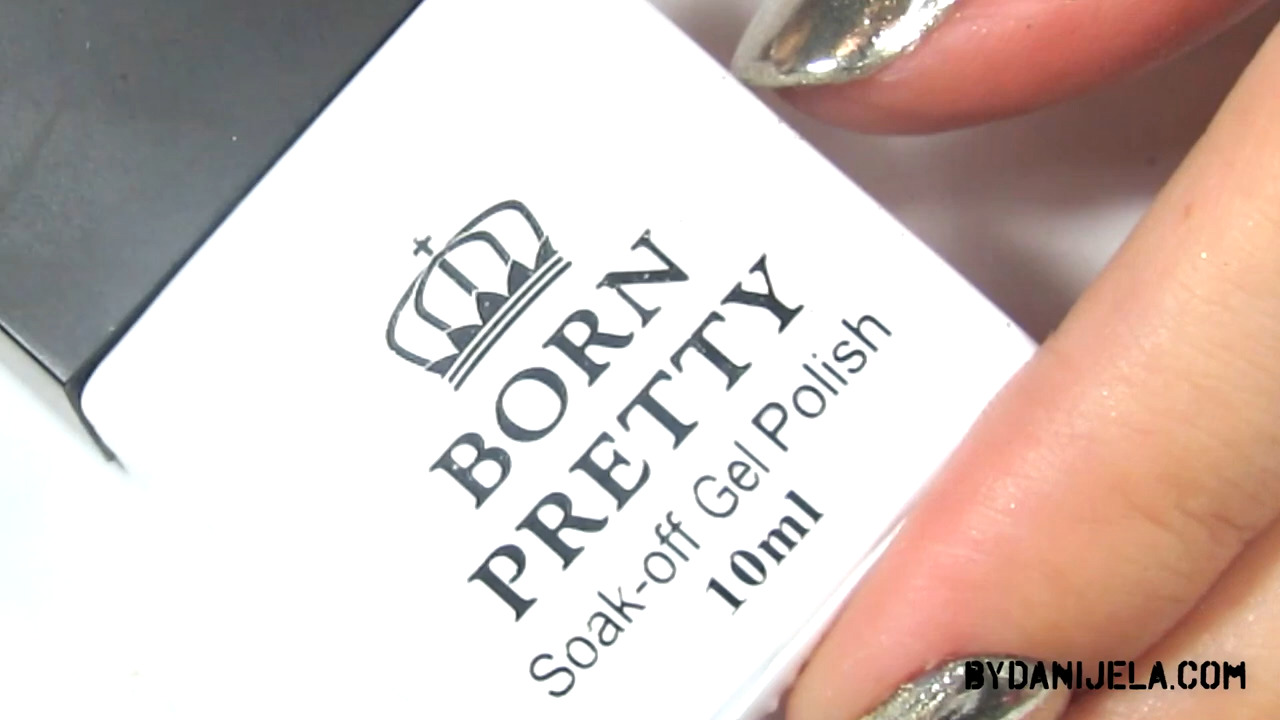 BORN
PRETTY
Soak-off Gel Polish
10ml
BYDANIJELA.COM